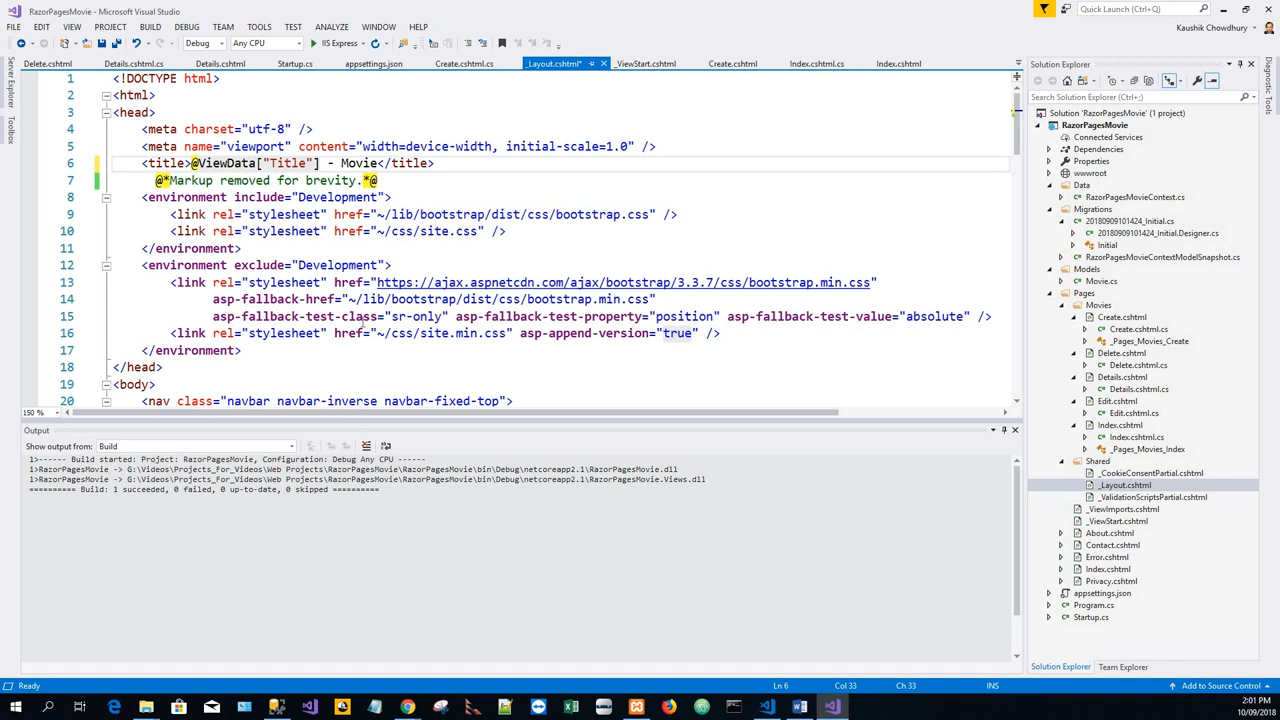 RazorPagesMovie - Microsoft Visual Studio
Quick Launch (Ctrl+Q)
FILE EDIT VIEW PROJECT BUILD DEBUG TEAM TOOLS TEST ANALYZE WINDOW HELP
Kaushik Chowdhury
Debug Any CPU IIS Express
Server Explorer
Toolbox
Delete.cshtml Details.cshtml.cs Details.cshtml Startup.cs appsettings.json Create.cshtml.cs _Layout.cshtml* _ViewStart.cshtml Create.cshtml Index.cshtml.cs Index.cshtml
1 <!DOCTYPE html>
2 <html>
3 <head>
4 <meta charset="utf-8" />
5 <meta name="viewport" content="width=device-width, initial-scale=1.0" />
6 <title>@ViewData["Title"] - Movie</title>
7 @*Markup removed for brevity.*@
8 <environment include="Development">
9 <link rel="stylesheet" href="~/lib/bootstrap/dist/css/bootstrap.css" />
10 <link rel="stylesheet" href="~/css/site.css" />
11 </environment>
12 <environment exclude="Development">
13 <link rel="stylesheet" href="https://ajax.aspnetcdn.com/ajax/bootstrap/3.3.7/css/bootstrap.min.css"
14 asp-fallback-href="~/lib/bootstrap/dist/css/bootstrap.min.css"
15 asp-fallback-test-class="sr-only" asp-fallback-test-property="position" asp-fallback-test-value="absolute" />
16 <link rel="stylesheet" href="~/css/site.min.css" asp-append-version="true" />
17 </environment>
18 </head>
19 <body>
20 <nav class="navbar navbar-inverse navbar-fixed-top">
150 %
Output
Show output from: Build
1>------ Build started: Project: RazorPagesMovie, Configuration: Debug Any CPU ------
1>RazorPagesMovie -> G:\Videos\Projects_For_Videos\Web Projects\RazorPagesMovie\RazorPagesMovie\bin\Debug\netcoreapp2.1\RazorPagesMovie.dll
1>RazorPagesMovie -> G:\Videos\Projects_For_Videos\Web Projects\RazorPagesMovie\RazorPagesMovie\bin\Debug\netcoreapp2.1\RazorPagesMovie.Views.dll
========== Build: 1 succeeded, 0 failed, 0 up-to-date, 0 skipped ==========
Solution Explorer
Search Solution Explorer (Ctrl+;)
Solution 'RazorPagesMovie' (1 project)
RazorPagesMovie
Connected Services
Dependencies
Properties
wwwroot
Data
RazorPagesMovieContext.cs
Migrations
20180909101424_Initial.cs
20180909101424_Initial.Designer.cs
Initial
RazorPagesMovieContextModelSnapshot.cs
Models
Movie.cs
Pages
Movies
Create.cshtml
Create.cshtml.cs
_Pages_Movies_Create
Delete.cshtml
Delete.cshtml.cs
Details.cshtml
Details.cshtml.cs
Edit.cshtml
Edit.cshtml.cs
Index.cshtml
Index.cshtml.cs
_Pages_Movies_Index
Shared
_CookieConsentPartial.cshtml
_Layout.cshtml
_ValidationScriptsPartial.cshtml
_ViewImports.cshtml
_ViewStart.cshtml
About.cshtml
Contact.cshtml
Error.cshtml
Index.cshtml
Privacy.cshtml
appsettings.json
Program.cs
Startup.cs
Solution Explorer Team Explorer
Diagnostic Tools
Ready Ln 6 Col 33 Ch 33 INS Add to Source Control
2:01 PM
10/09/2018